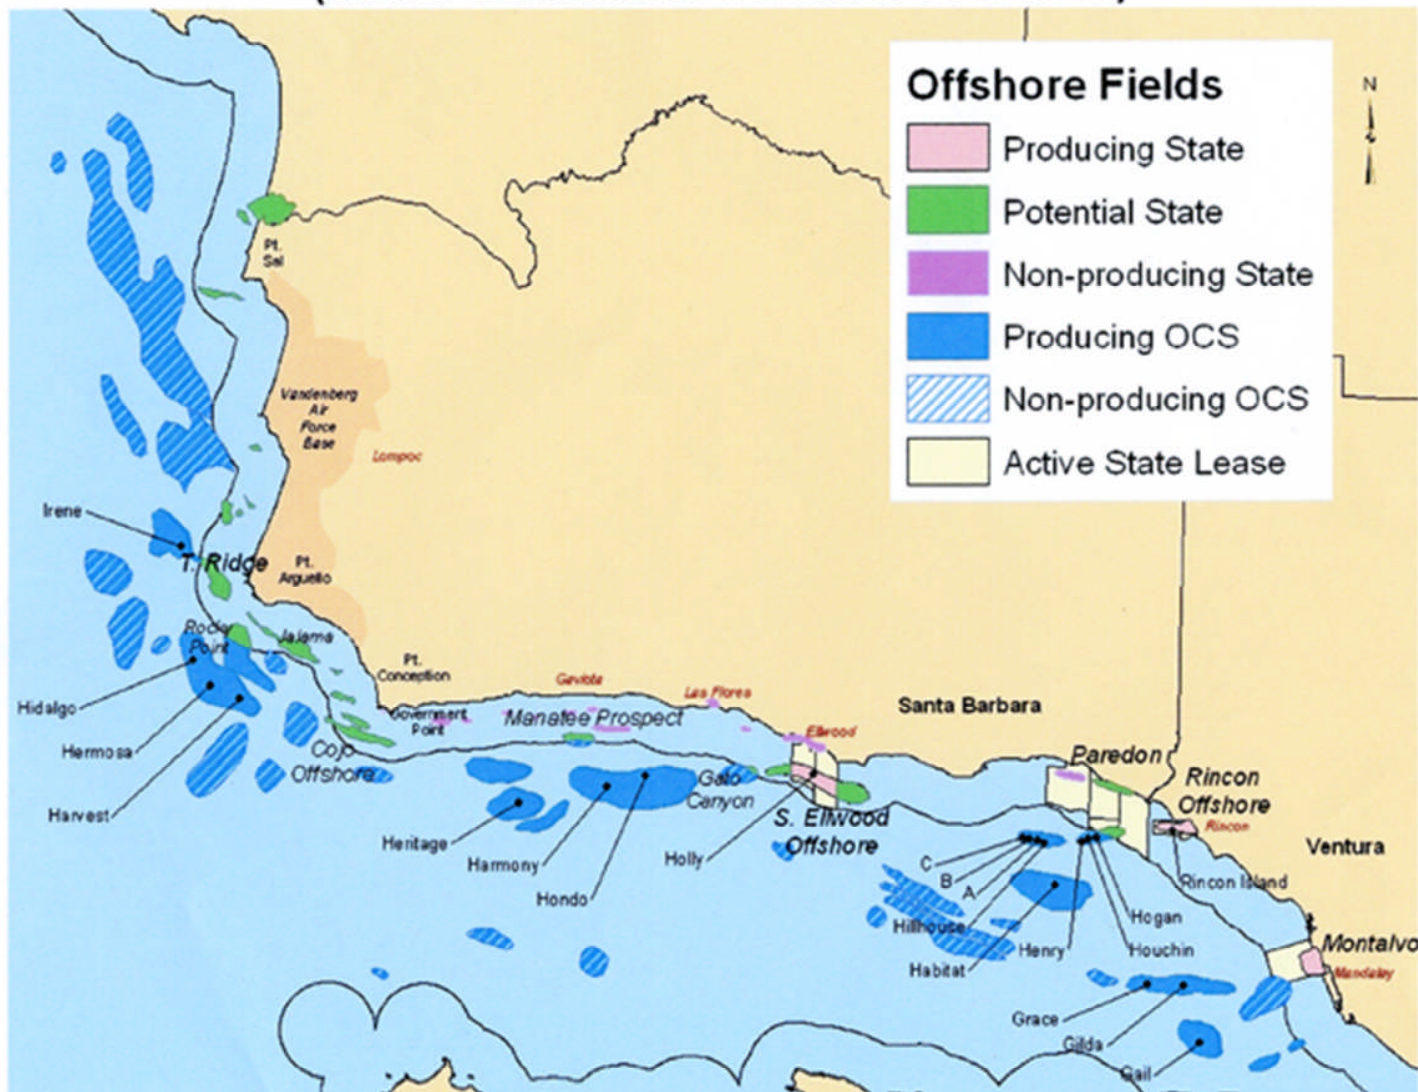 Offshore Fields
Producing State
Potential State
Non-producing State
Producing OCS
Non-producing OCS
Active State Lease
N
Pt.
Sal
Vandenberg
Air
Force
Base
Lompoc
Irene
T. Ridge
Pt.
Arguello
Rocky
Point
Jalama
Pt.
Conception
Hidalgo
Hermosa
Harvest
Government
Point
Gaviota
Las Flores
Manatee Prospect
Ellwood
Santa Barbara
Cojo
Offshore
Gato
Canyon
Paredon
Rincon
Offshore
Rincon
S. Ellwood
Offshore
Heritage
Harmony
Hondo
Holly
C
B
A
Hillhouse
Henry
Habitat
Hogan
Houchin
Rincon Island
Ventura
Montalvo
Mandalay
Grace
Gilda
Gail